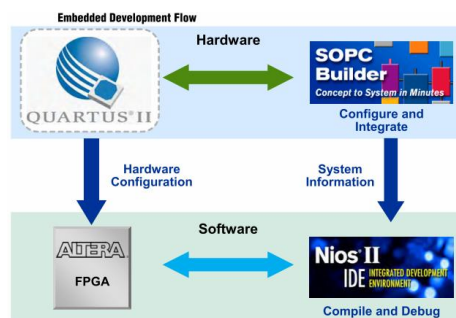 Embedded Development Flow
Hardware
QUARTUS® II
SOPC
Builder
Concept to System in Minutes
Configure and
Integrate
Hardware
Configuration
System
Information
Software
ALTERA
FPGA
Nios® II
IDE INTEGRATED DEVELOPMENT
ENVIRONMENT
Compile and Debug